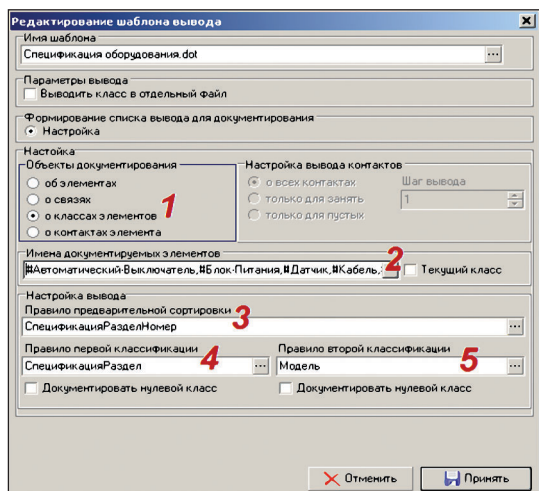 Редактирование шаблона вывода
Имя шаблона
Спецификация оборудования.dot
Параметры вывода
Выводить класс в отдельный файл
Формирование списка вывода для документирования
Настройка
Настойка
Объекты документирования
об элементах
о связях
о классах элементов
о контактах элемента
1
Настройка вывода контактов
о всех контактах
только для занять
только для пустых
Шаг вывода
1
Имена документируемых элементов
#Автоматический-Выключатель,#Блок-Питания,#Датчик,#Кабель,
2
Текущий класс
Настройка вывода
Правило предварительной сортировки
3
СпецификацияРазделНомер
Правило первой классификации
4
СпецификацияРаздел
Документировать нулевой класс
Правило второй классификации
5
Модель
Документировать нулевой класс
Отменить
Принять